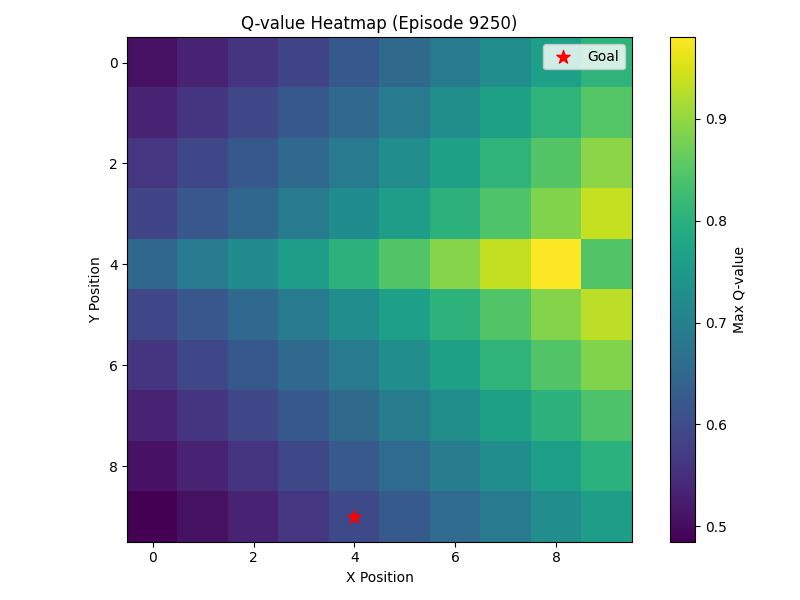 Q-value Heatmap (Episode 9250)
Goal
0
2
4
6
8
Y Position
0 2 4 6 8
X Position
0.9
0.8
0.7
0.6
0.5
Max Q-value